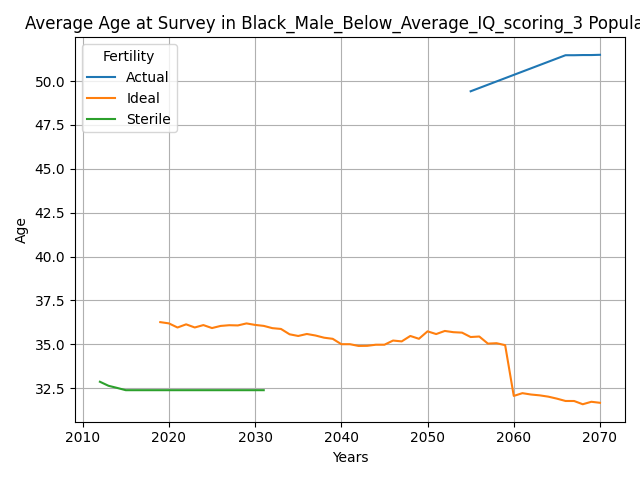 Average Age at Survey in Black_Male_Below_Average_IQ_scoring_3 Popula
Fertility
Actual
Ideal
Sterile
Age
50.0
47.5
45.0
42.5
40.0
37.5
35.0
32.5
2010 2020 2030 2040 2050 2060 2070
Years